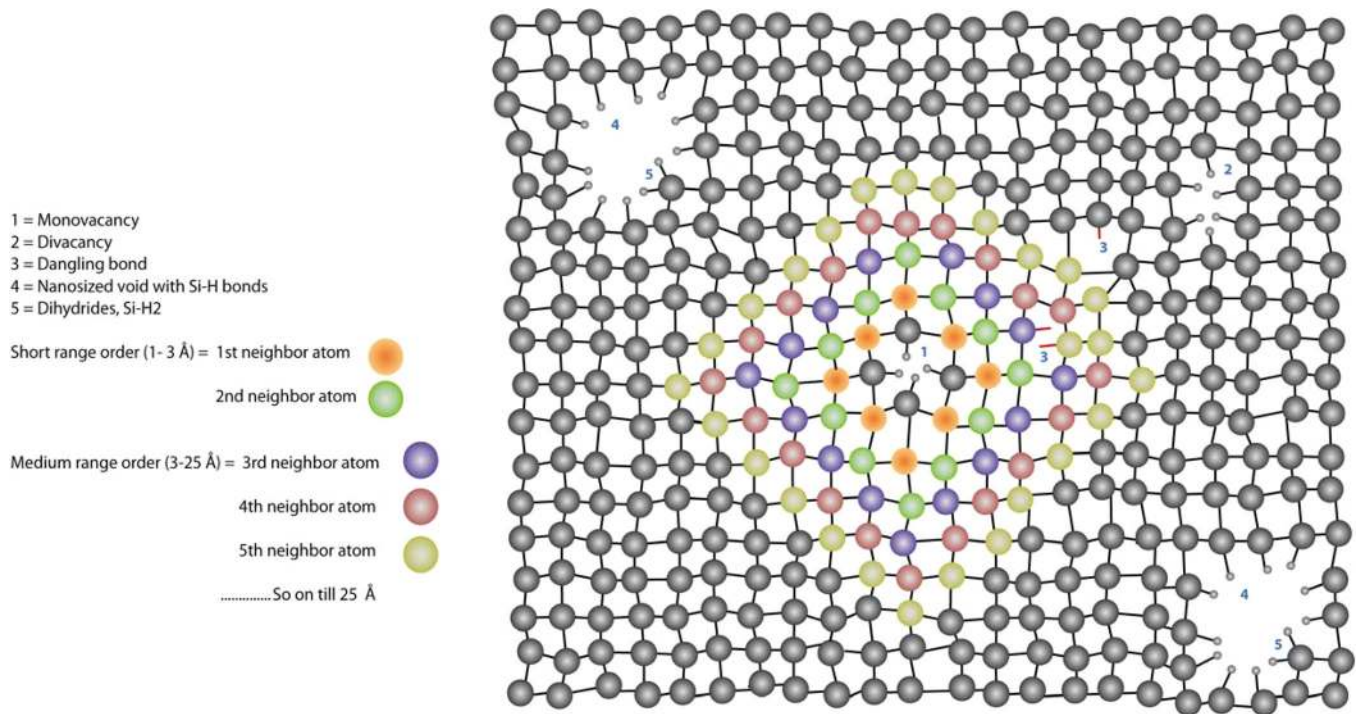 1 = Monovacancy
2 = Divacancy
3 = Dangling bond
4 = Nanosized void with Si-H bonds
5 = Dihydrides, Si-H2
Short range order (1- 3 Å) = 1st neighbor atom
2nd neighbor atom
Medium range order (3-25 Å) = 3rd neighbor atom
4th neighbor atom
5th neighbor atom
..............So on till 25 Å
4
5
2
3
1
3
4
5